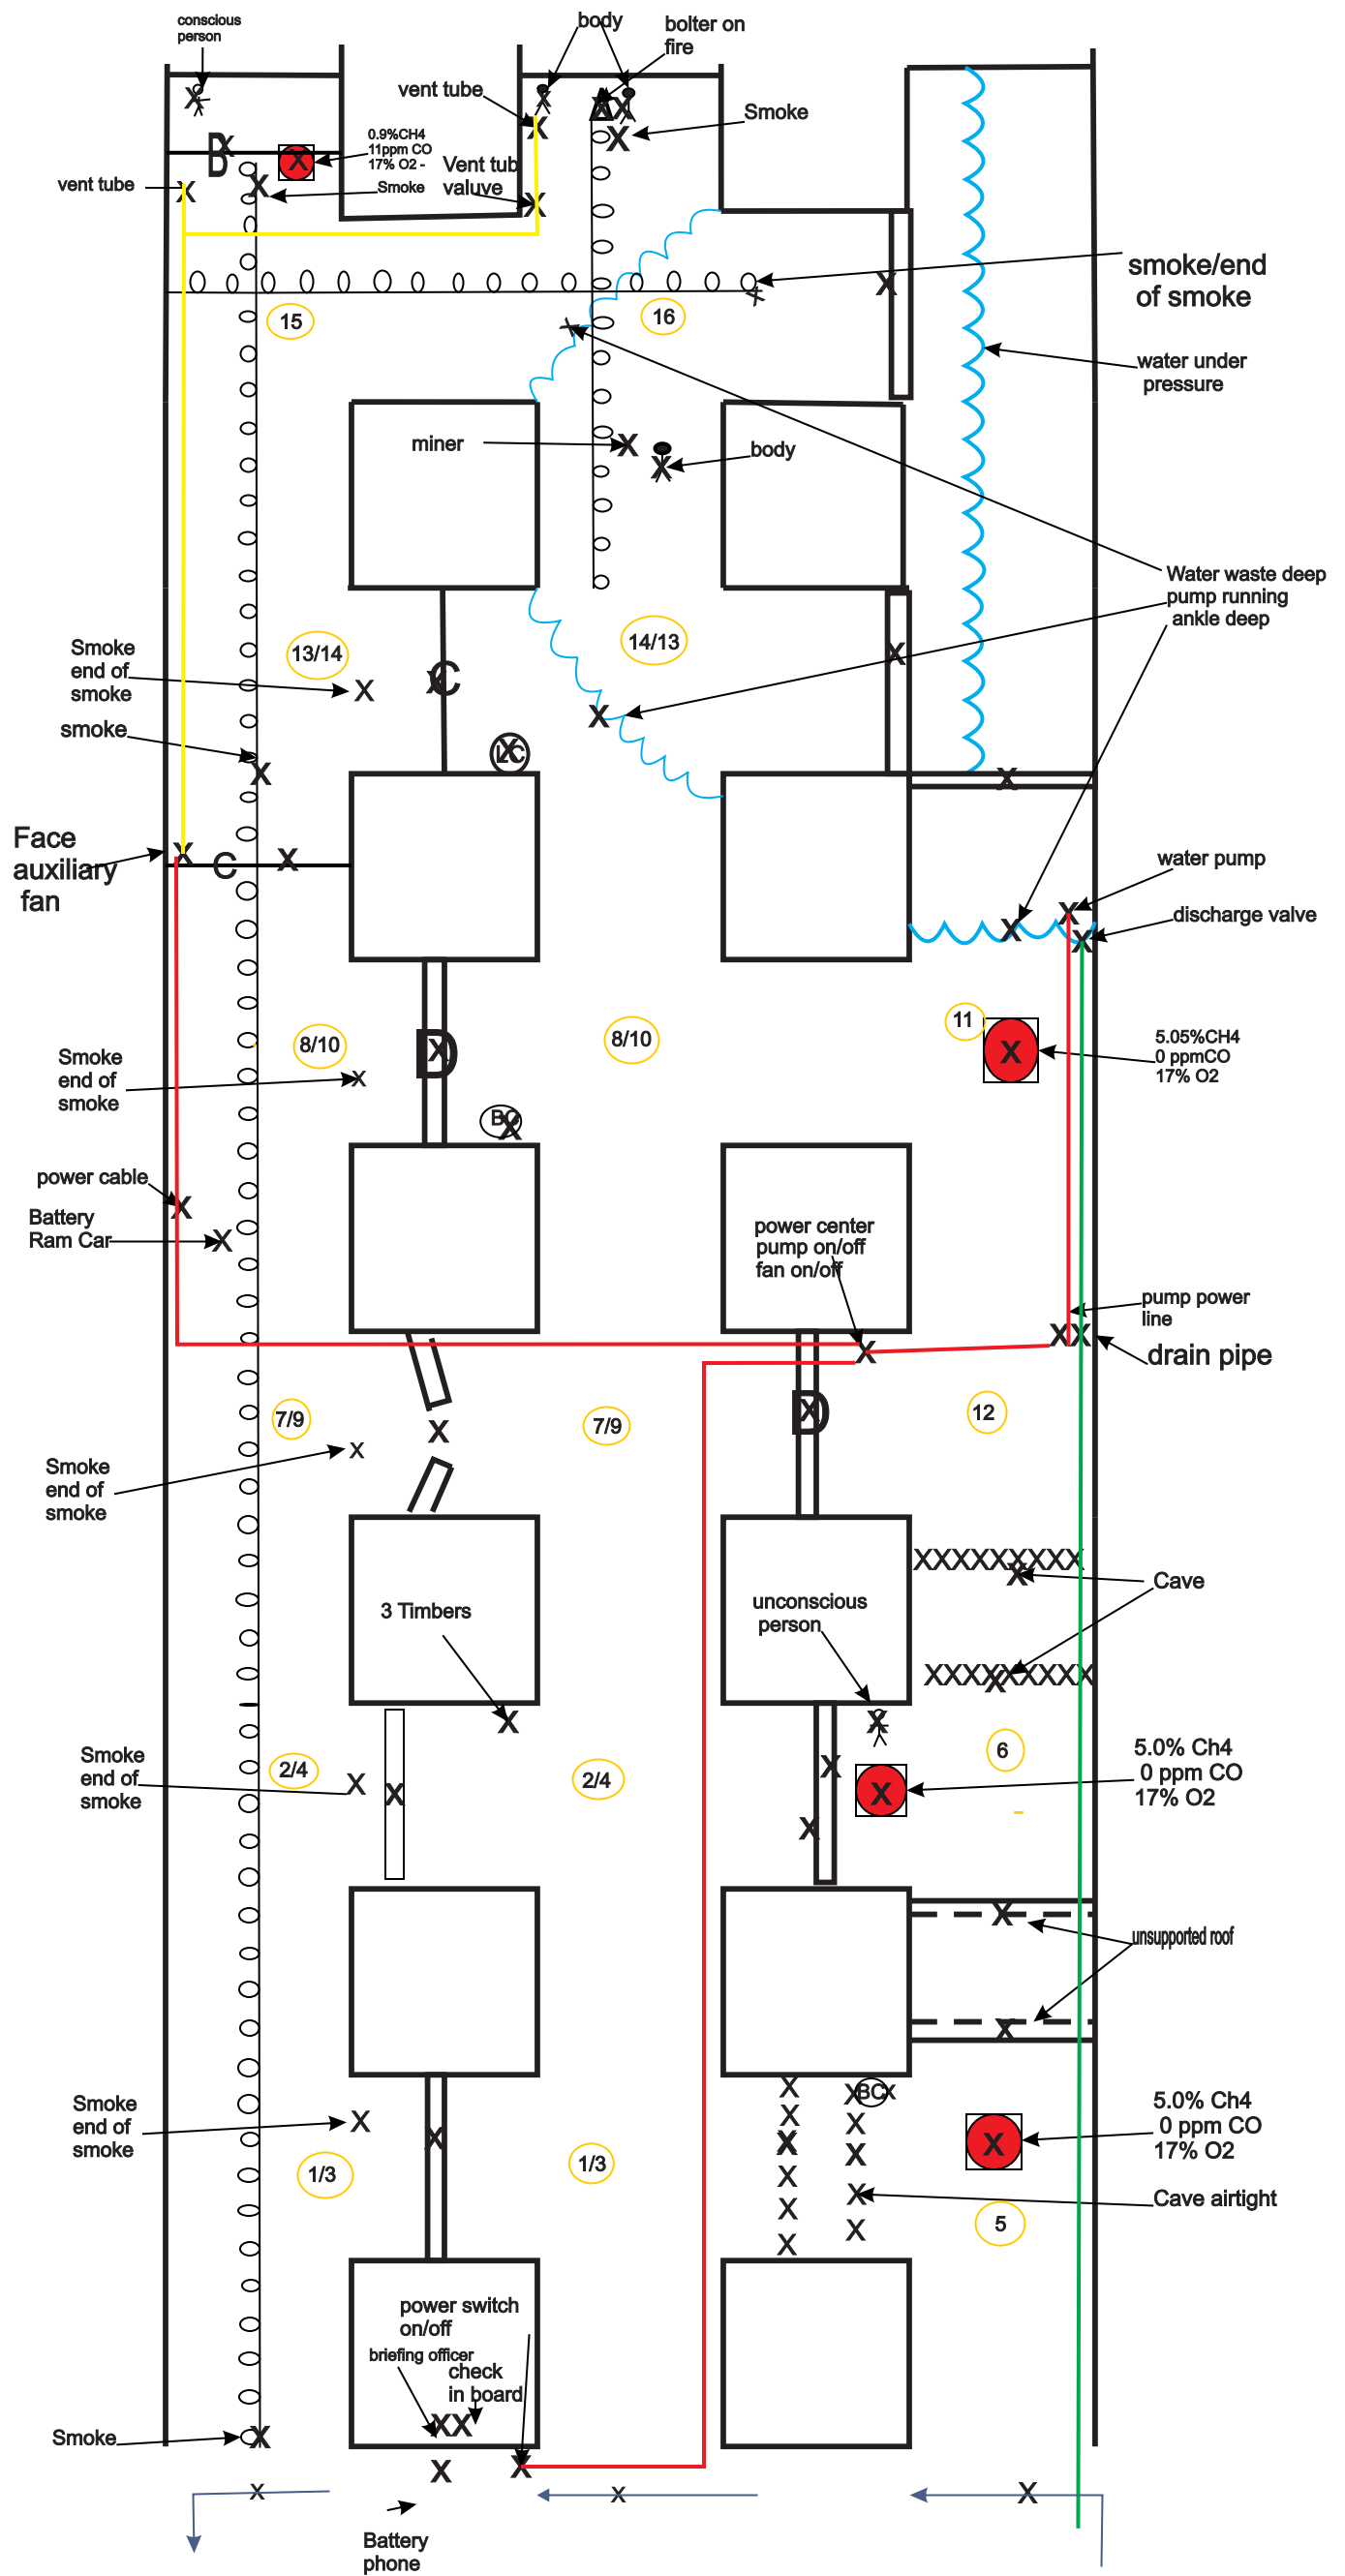 conscious
person
body
bolter on
fire
vent tube
Smoke
B
0.9%CH4
11ppm CO
17% O2 -
Smoke
Vent tub
valuve
vent tube
smoke/end
of smoke
15
16
water under
pressure
miner
body
Water waste deep
pump running
ankle deep
13/14
14/13
Smoke
end of
smoke
C
smoke
LC
Face
auxiliary
fan
C
water pump
discharge valve
8/10
8/10
11
D
5.05%CH4
0 ppmCO
17% O2
Smoke
end of
smoke
BC
power cable
Battery
Ram Car
power center
pump on/off
fan on/off
pump power
line
drain pipe
7/9
7/9
D
12
Smoke
end of
smoke
XXXXXXXXX
Cave
3 Timbers
unconscious
person
XXXXXXXXX
Smoke
end of
smoke
2/4
2/4
6
5.0% Ch4
0 ppm CO
17% O2
unsupported roof
BC
Smoke
end of
smoke
5.0% Ch4
0 ppm CO
17% O2
1/3
1/3
Cave airtight
5
power switch
on/off
briefing officer
check
in board
XX
Smoke
Battery
phone